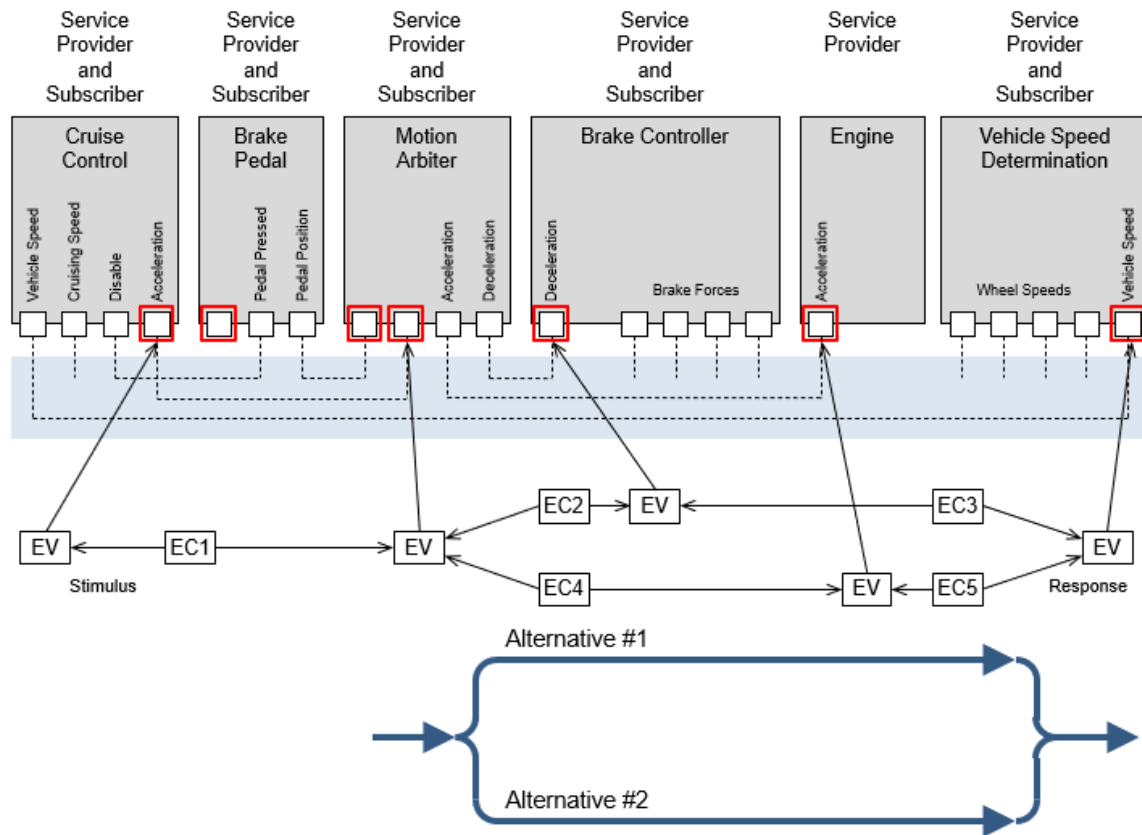 Service
Provider
and
Subscriber
Service
Provider
and
Subscriber
Service
Provider
and
Subscriber
Service
Provider
and
Subscriber
Service
Provider
Service
Provider
and
Subscriber
Cruise
Control
Brake
Pedal
Motion
Arbiter
Brake Controller
Engine
Vehicle Speed
Determination
Vehicle Speed
Cruising Speed
Disable
Acceleration
Pedal Pressed
Pedal Position
Acceleration
Deceleration
Deceleration
Brake Forces
Acceleration
Wheel Speeds
Vehicle Speed
EC2
EV
EC3
EV
EC1
EV
EV
Stimulus
EC4
EV
EC5
Response
Alternative #1
Alternative #2